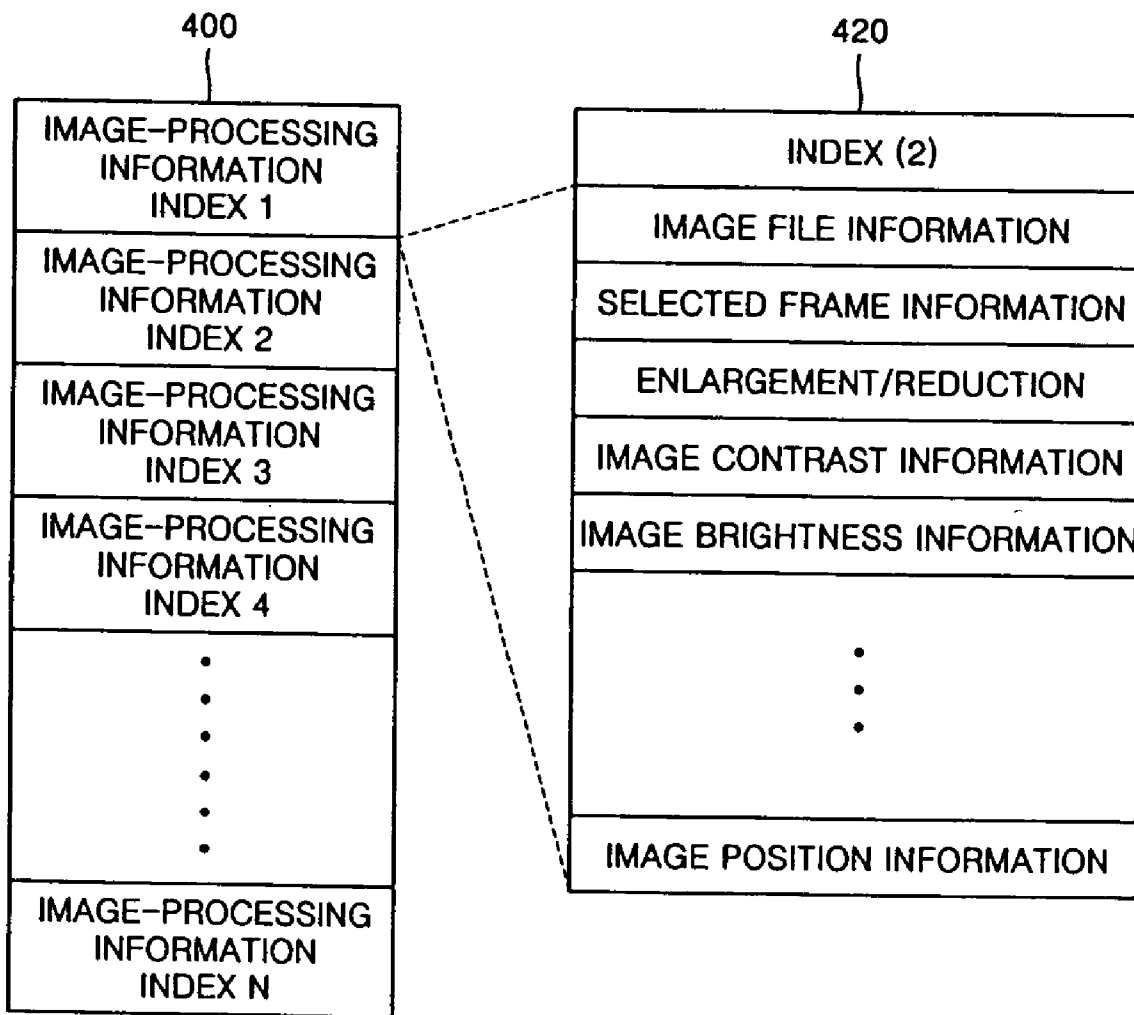 400
IMAGE-PROCESSING
INFORMATION
INDEX 1
IMAGE-PROCESSING
INFORMATION
INDEX 2
IMAGE-PROCESSING
INFORMATION
INDEX 3
IMAGE-PROCESSING
INFORMATION
INDEX 4
IMAGE-PROCESSING
INFORMATION
INDEX N
420
INDEX (2)
IMAGE FILE INFORMATION
SELECTED FRAME INFORMATION
ENLARGEMENT/REDUCTION
IMAGE CONTRAST INFORMATION
IMAGE BRIGHTNESS INFORMATION
IMAGE POSITION INFORMATION